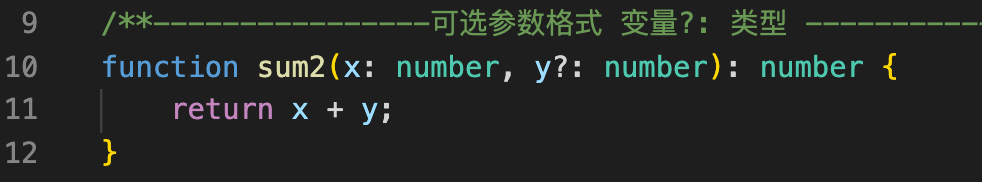 9 /**----------------可选参数格式 变量?: 类型 -----------
10 function sum2(x: number, y?: number): number {
11 return x + y;
12 }